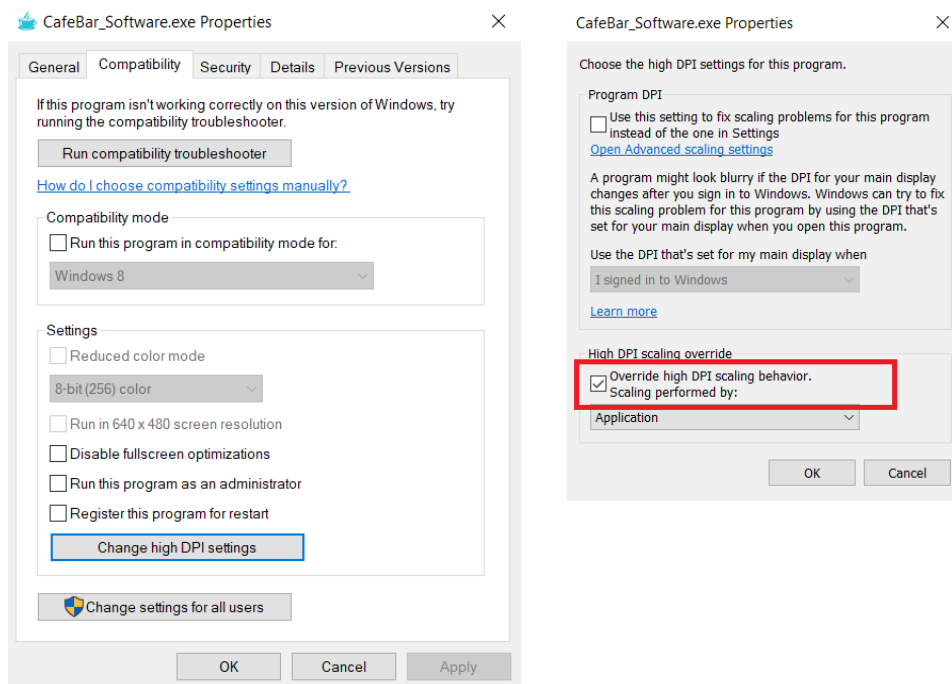 CafeBar_Software.exe Properties
General
Compatibility
Security
Details
Previous Versions
If this program isn't working correctly on this version of Windows, try
running the compatibility troubleshooter.
Run compatibility troubleshooter
How do I choose compatibility settings manually?
Compatibility mode
Run this program in compatibility mode for:
Windows 8
Settings
Reduced color mode
8-bit (256) color
Run in 640 x 480 screen resolution
Disable fullscreen optimizations
Run this program as an administrator
Register this program for restart
Change high DPI settings
Change settings for all users
OK
Cancel
Apply
CafeBar_Software.exe Properties
Choose the high DPI settings for this program.
Program DPI
Use this setting to fix scaling problems for this program
instead of the one in Settings
Open Advanced scaling settings
A program might look blurry if the DPI for your main display
changes after you sign in to Windows. Windows can try to fix
this scaling problem for this program by using the DPI that's
set for your main display when you open this program.
Use the DPI that's set for my main display when
I signed in to Windows
Learn more
High DPI scaling override
Override high DPI scaling behavior.
Scaling performed by:
Application
OK
Cancel